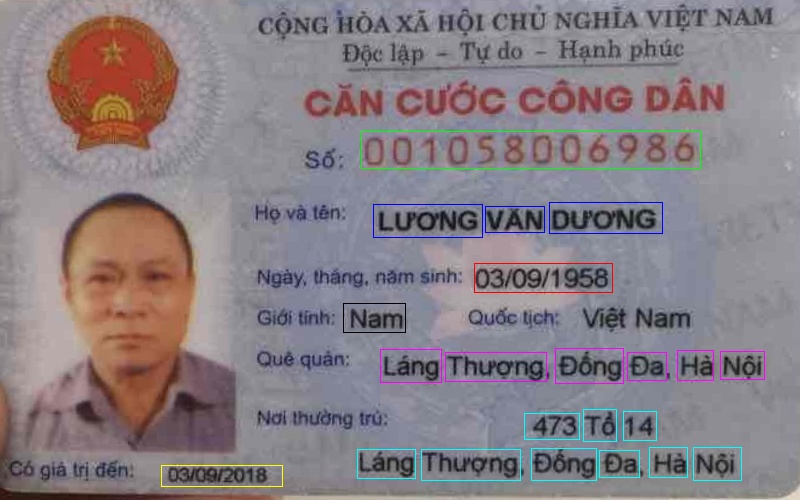 CỘNG HÒA XÃ HỘI CHỦ NGHĨA VIỆT NAM
Độc lập - Tự do - Hạnh phúc
CĂN CƯỚC CÔNG DÂN
Số: 001058006986
Họ và tên: LƯƠNG VĂN DƯƠNG
Ngày, tháng, năm sinh: 03/09/1958
Giới tính: Nam Quốc tịch: Việt Nam
Quê quán: Láng Thượng, Đống Đa, Hà Nội
Nơi thường trú: 473 Tổ 14
Láng Thượng, Đống Đa, Hà Nội
Có giá trị đến: 03/09/2018